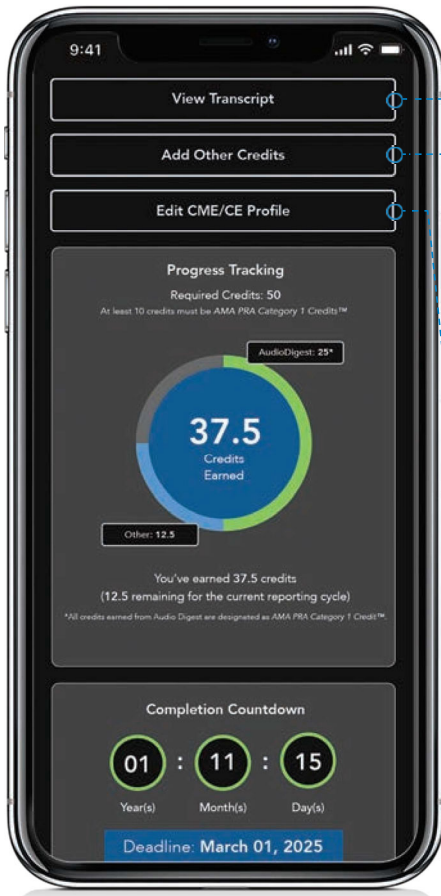 9:41
View Transcript
Add Other Credits
Edit CME/CE Profile
Progress Tracking
Required Credits: 50
At least 10 credits must be AMA PRA Category 1 Credits™
AudioDigest: 25*
37.5
Credits
Earned
Other: 12.5
You've earned 37.5 credits
(12.5 remaining for the current reporting cycle)
*All credits earned from Audio Digest are designated as AMA PRA Category 1 Credit™.
Completion Countdown
01 : 11 : 15
Year(s) Month(s) Day(s)
Deadline: March 01, 2025